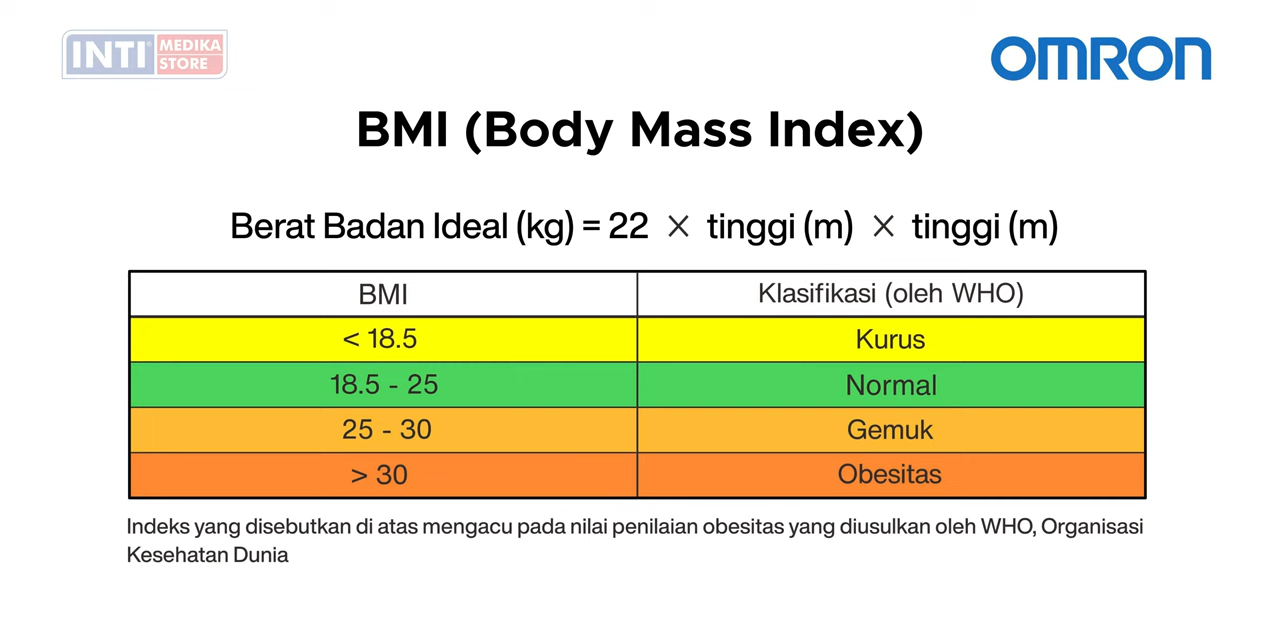 INTI MEDIKA STORE
OMRON
BMI (Body Mass Index)
Berat Badan Ideal (kg) = 22 × tinggi (m) × tinggi (m)
BMI Klasifikasi (oleh WHO)
< 18.5 Kurus
18.5 - 25 Normal
25 - 30 Gemuk
> 30 Obesitas
Indeks yang disebutkan di atas mengacu pada nilai penilaian obesitas yang diusulkan oleh WHO, Organisasi
Kesehatan Dunia